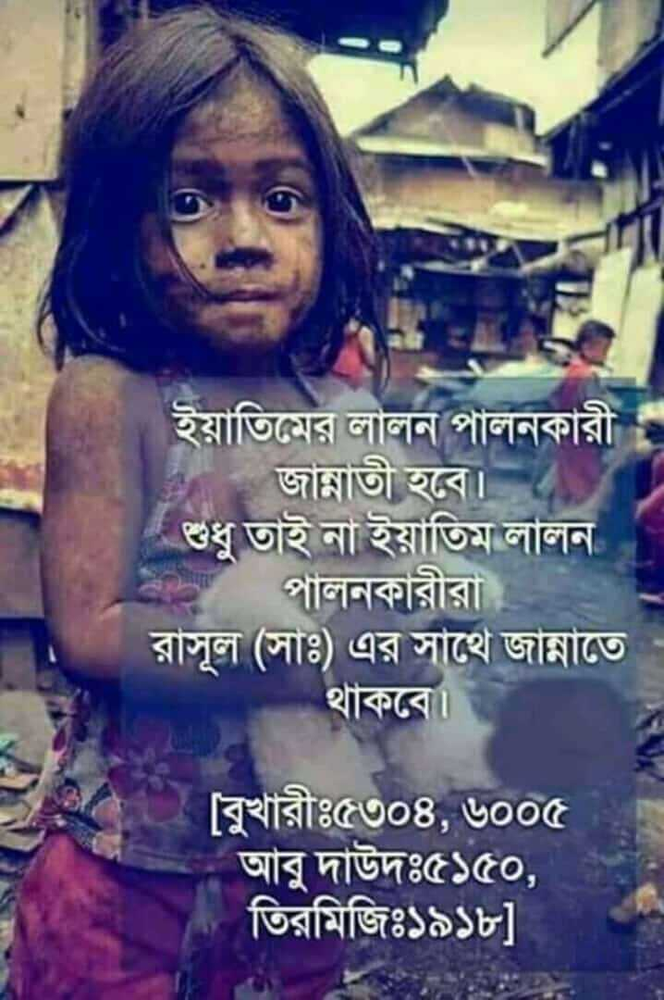 ইয়াতিমের লালন পালনকারী
জান্নাতী হবে।
শুধু তাই না ইয়াতিম লালন
পালনকারীরা
রাসূল (সাঃ) এর সাথে জান্নাতে
থাকবে।
[বুখারীঃ৫৩০৪, ৬০০৫
আবু দাউদঃ৫১৫০,
তিরমিজিঃ১৯১৮]